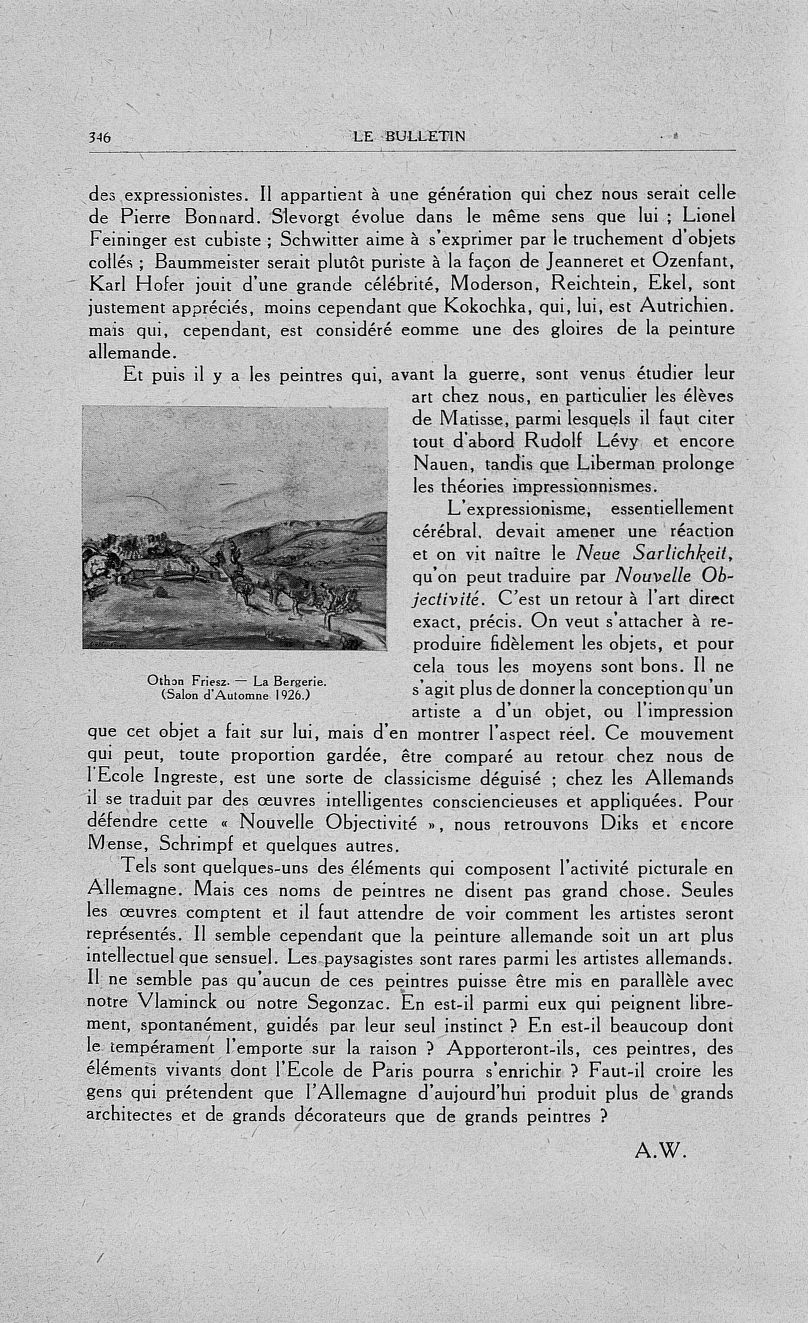 346
LE BULLETIN
des expressionistes. Il appartient à une génération qui chez nous serait celle
de Pierre Bonnard. Slevorgt évolue dans le même sens que lui ; Lionel
Feininger est cubiste ; Schwitter aime à s'exprimer par le truchement d'objets
collés ; Baummeister serait plutôt puriste à la façon de Jeanneret et Ozenfant,
Karl Hofer jouit d'une grande célébrité, Moderson, Reichtein, Ekel, sont
justement appréciés, moins cependant que Kokochka, qui, lui, est Autrichien.
mais qui, cependant, est considéré eomme une des gloires de la peinture
allemande.
Et puis il y a les peintres qui, avant la guerre, sont venus étudier leur
art chez nous, en particulier les élèves
de Matisse, parmi lesquels il faut citer
tout d'abord Rudolf Lévy et encore
Nauen, tandis que Liberman prolonge
les théories impressionnismes.
L'expressionisme, essentiellement
cérébral, devait amener une réaction
et on vit naître le Neue Sarlichkeit,
qu'on peut traduire par Nouvelle Ob-
jectivité. C'est un retour à l'art direct
exact, précis. On veut s'attacher à re-
produire fidèlement les objets, et pour
cela tous les moyens sont bons. Il ne
s'agit plus de donner la conception qu'un
artiste a d'un objet, ou l'impression
Othon Friesz. — La Bergerie.
(Salon d'Automne 1926.)
que cet objet a fait sur lui, mais d'en montrer l'aspect réel. Ce mouvement
qui peut, toute proportion gardée, être comparé au retour chez nous de
l'Ecole Ingreste, est une sorte de classicisme déguisé ; chez les Allemands
il se traduit par des œuvres intelligentes consciencieuses et appliquées. Pour
défendre cette « Nouvelle Objectivité », nous retrouvons Diks et encore
Mense, Schrimpf et quelques autres.
Tels sont quelques-uns des éléments qui composent l'activité picturale en
Allemagne. Mais ces noms de peintres ne disent pas grand chose. Seules
les œuvres comptent et il faut attendre de voir comment les artistes seront
représentés. Il semble cependant que la peinture allemande soit un art plus
intellectuel que sensuel. Les paysagistes sont rares parmi les artistes allemands.
Il ne semble pas qu'aucun de ces peintres puisse être mis en parallèle avec
notre Vlaminck ou notre Segonzac. En est-il parmi eux qui peignent libre-
ment, spontanément, guidés par leur seul instinct ? En est-il beaucoup dont
le tempérament l'emporte sur la raison ? Apporteront-ils, ces peintres, des
éléments vivants dont l'Ecole de Paris pourra s'enrichir ? Faut-il croire les
gens qui prétendent que l'Allemagne d'aujourd'hui produit plus de grands
architectes et de grands décorateurs que de grands peintres ?
A.W.